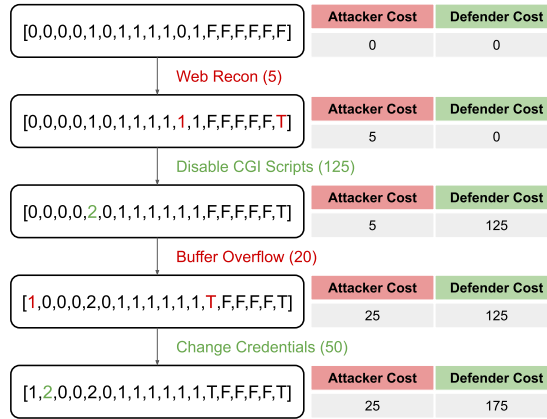 [0,0,0,0,1,0,1,1,1,1,0,1,F,F,F,F,F,F]
Attacker Cost Defender Cost
0 0
Web Recon (5)
[0,0,0,0,1,0,1,1,1,1,1,1,F,F,F,F,F,T]
Attacker Cost Defender Cost
5 0
Disable CGI Scripts (125)
[0,0,0,0,2,0,1,1,1,1,1,1,F,F,F,F,F,T]
Attacker Cost Defender Cost
5 125
Buffer Overflow (20)
[1,0,0,0,2,0,1,1,1,1,1,1,T,F,F,F,F,T]
Attacker Cost Defender Cost
25 125
Change Credentials (50)
[1,2,0,0,2,0,1,1,1,1,1,1,T,F,F,F,F,T]
Attacker Cost Defender Cost
25 175